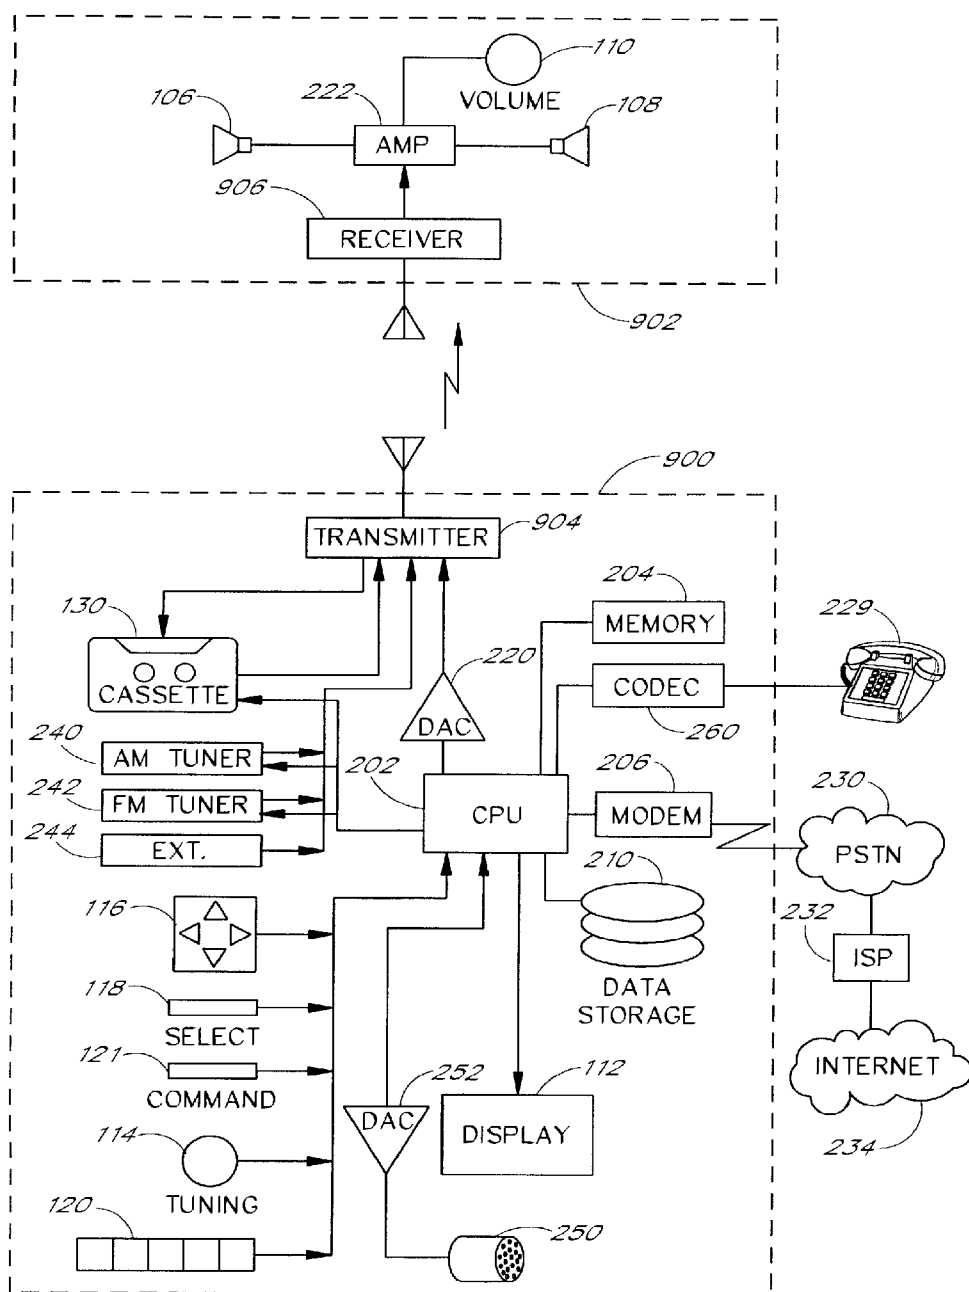 110
VOLUME
106
222
108
AMP
906
RECEIVER
902
900
TRANSMITTER
904
130
CASSETTE
220
DAC
204
MEMORY
229
CODEC
260
240
AM TUNER
242
FM TUNER
244
EXT.
202
CPU
206
MODEM
230
PSTN
210
DATA
STORAGE
232
ISP
INTERNET
234
116
118
SELECT
121
COMMAND
114
TUNING
120
252
DAC
112
DISPLAY
250